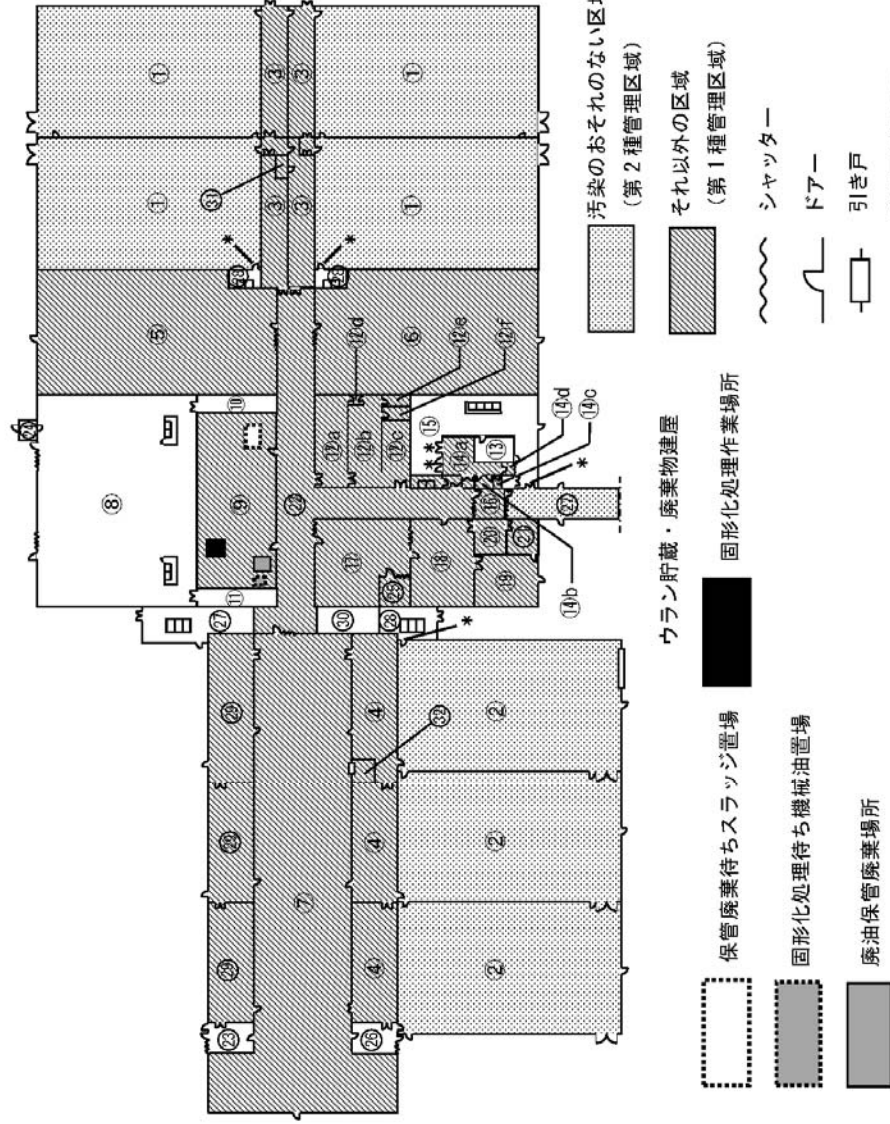 ①
①
③
③
③
③
①
①
㉛
*
*
⑤
⑥
⑧
⑨
⑩
⑪
⑫a
⑫b
⑫c
⑫d
⑫e
⑫f
⑬
⑭a
⑭b
⑭c
⑭d
⑮
*
*
*
⑯
⑰
⑱
⑲
⑳
㉑
㉒
㉕
㉗
㉗
㉘
㉚
*
㉙
㉙
㉙
⑦
④
④
④
㉜
②
②
②
㉓
㉖
汚染のおそれのない区
(第2種管理区域)
それ以外の区域
(第1種管理区域)
シャッター
ドアー
引き戸
ウラン貯蔵・廃棄物建屋
固形化処理作業場所
保管廃棄待ちスラッジ置場
固形化処理待ち機械油置場
廃油保管廃棄場所